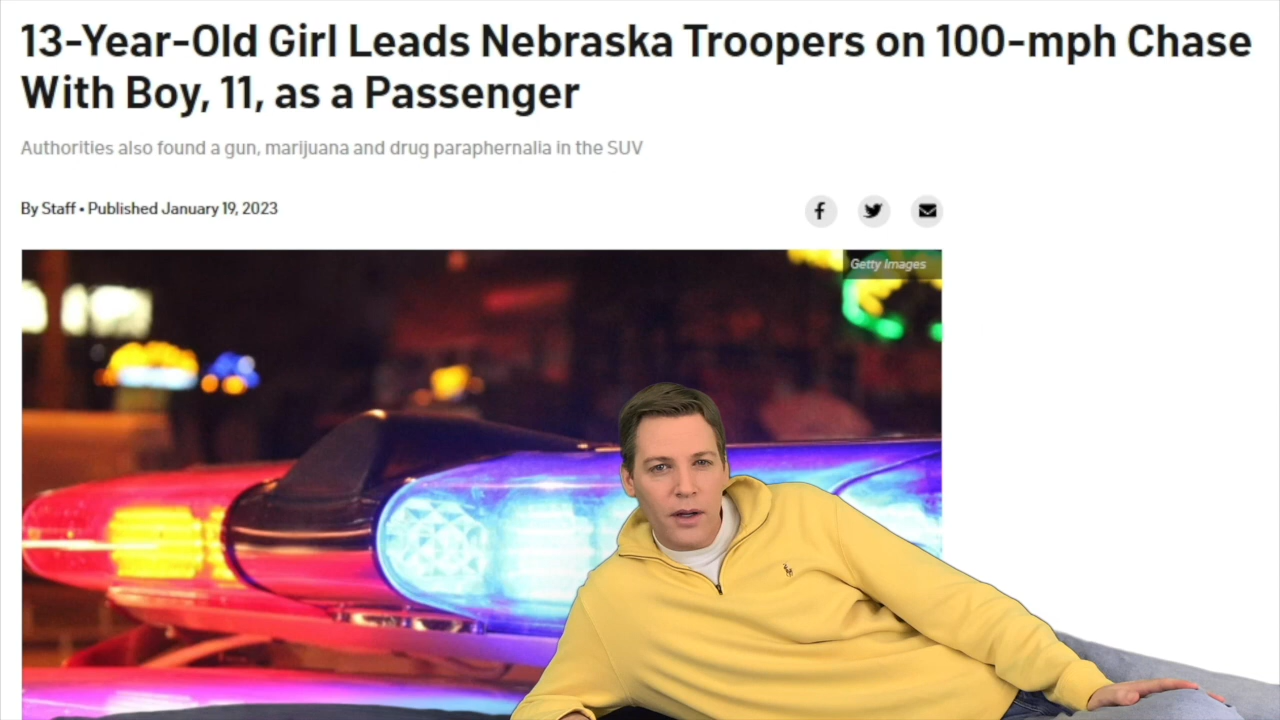 13-Year-Old Girl Leads Nebraska Troopers on 100-mph Chase
With Boy, 11, as a Passenger
Authorities also found a gun, marijuana and drug paraphernalia in the SUV
By Staff • Published January 19, 2023
Getty Images